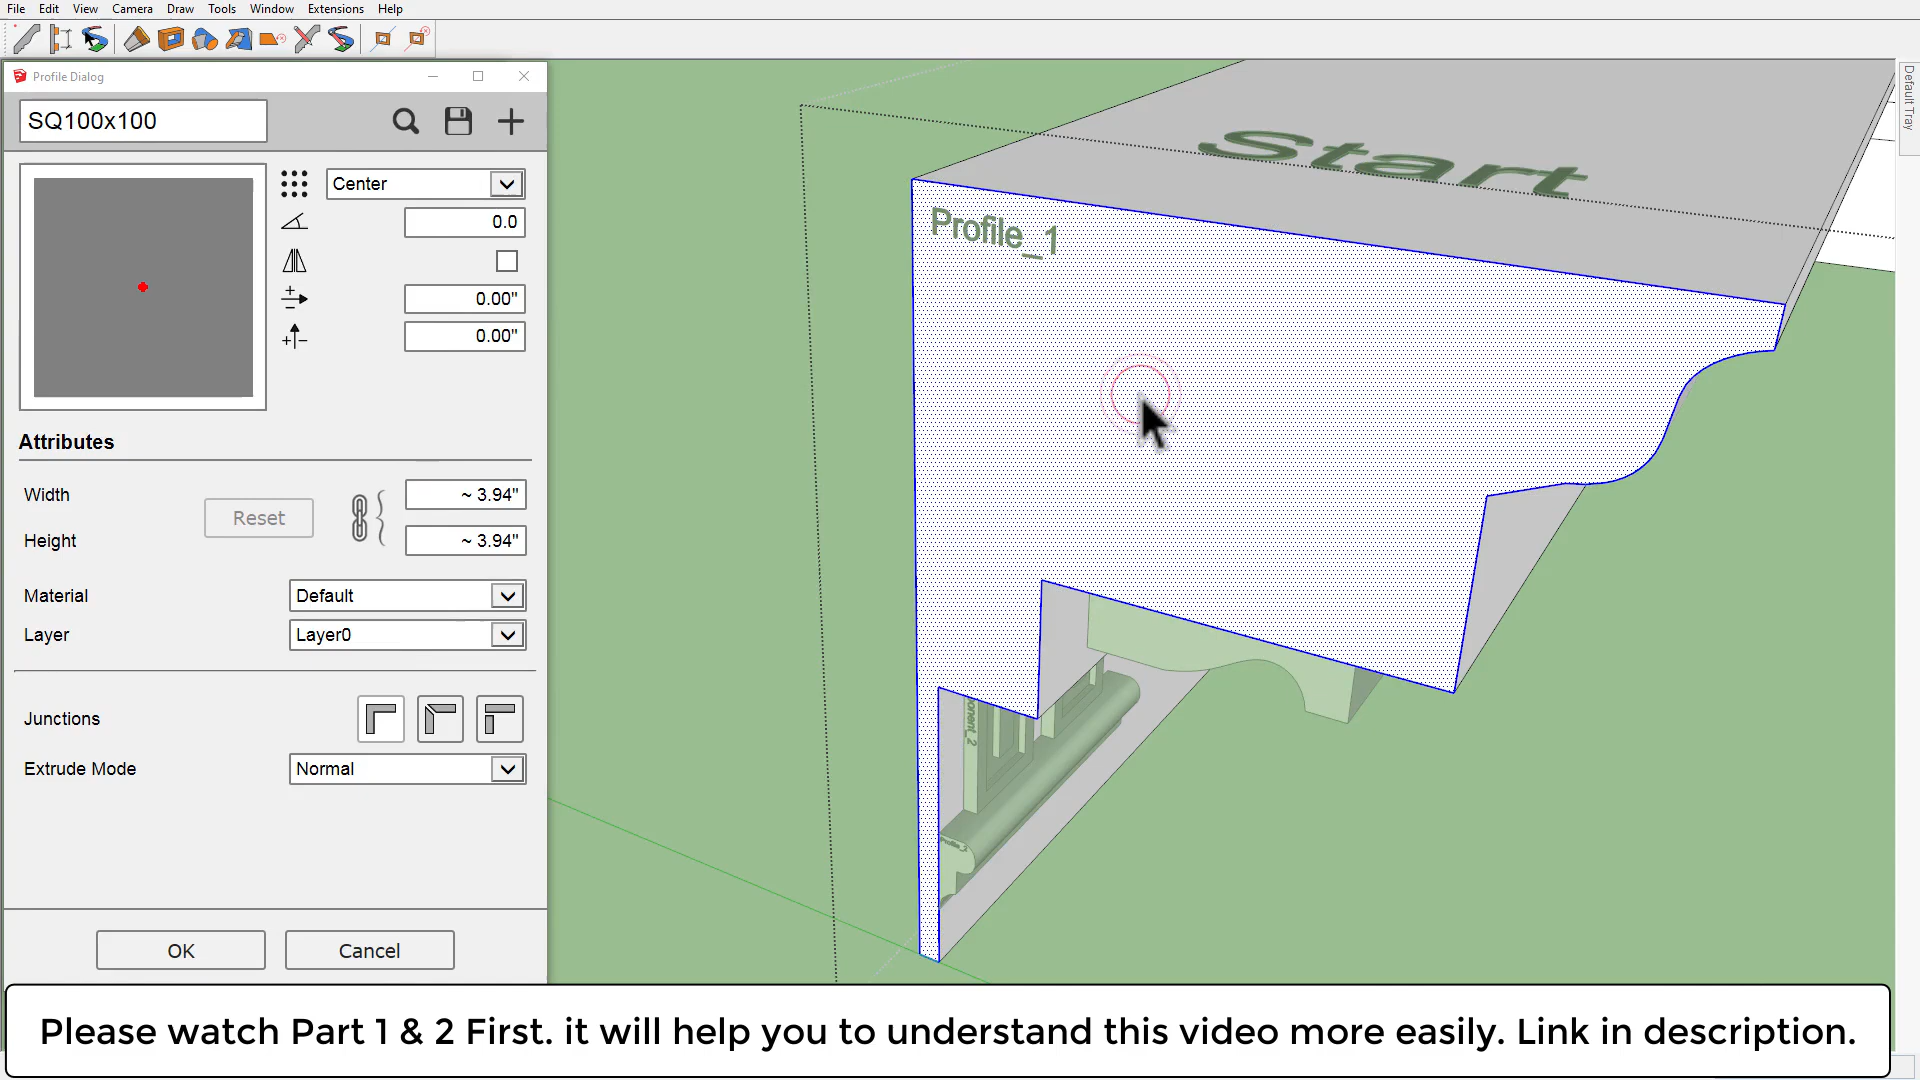 File Edit View Camera Draw Tools Window Extensions Help
Profile Dialog
SQ100x100
Center
0.0
0.00"
0.00"
Attributes
Width
~ 3.94"
Reset
Height
~ 3.94"
Material
Default
Layer
Layer0
Junctions
Extrude Mode
Normal
OK
Cancel
Start
Profile_1
Default Tray
Please watch Part 1 & 2 First. it will help you to understand this video more easily. Link in description.